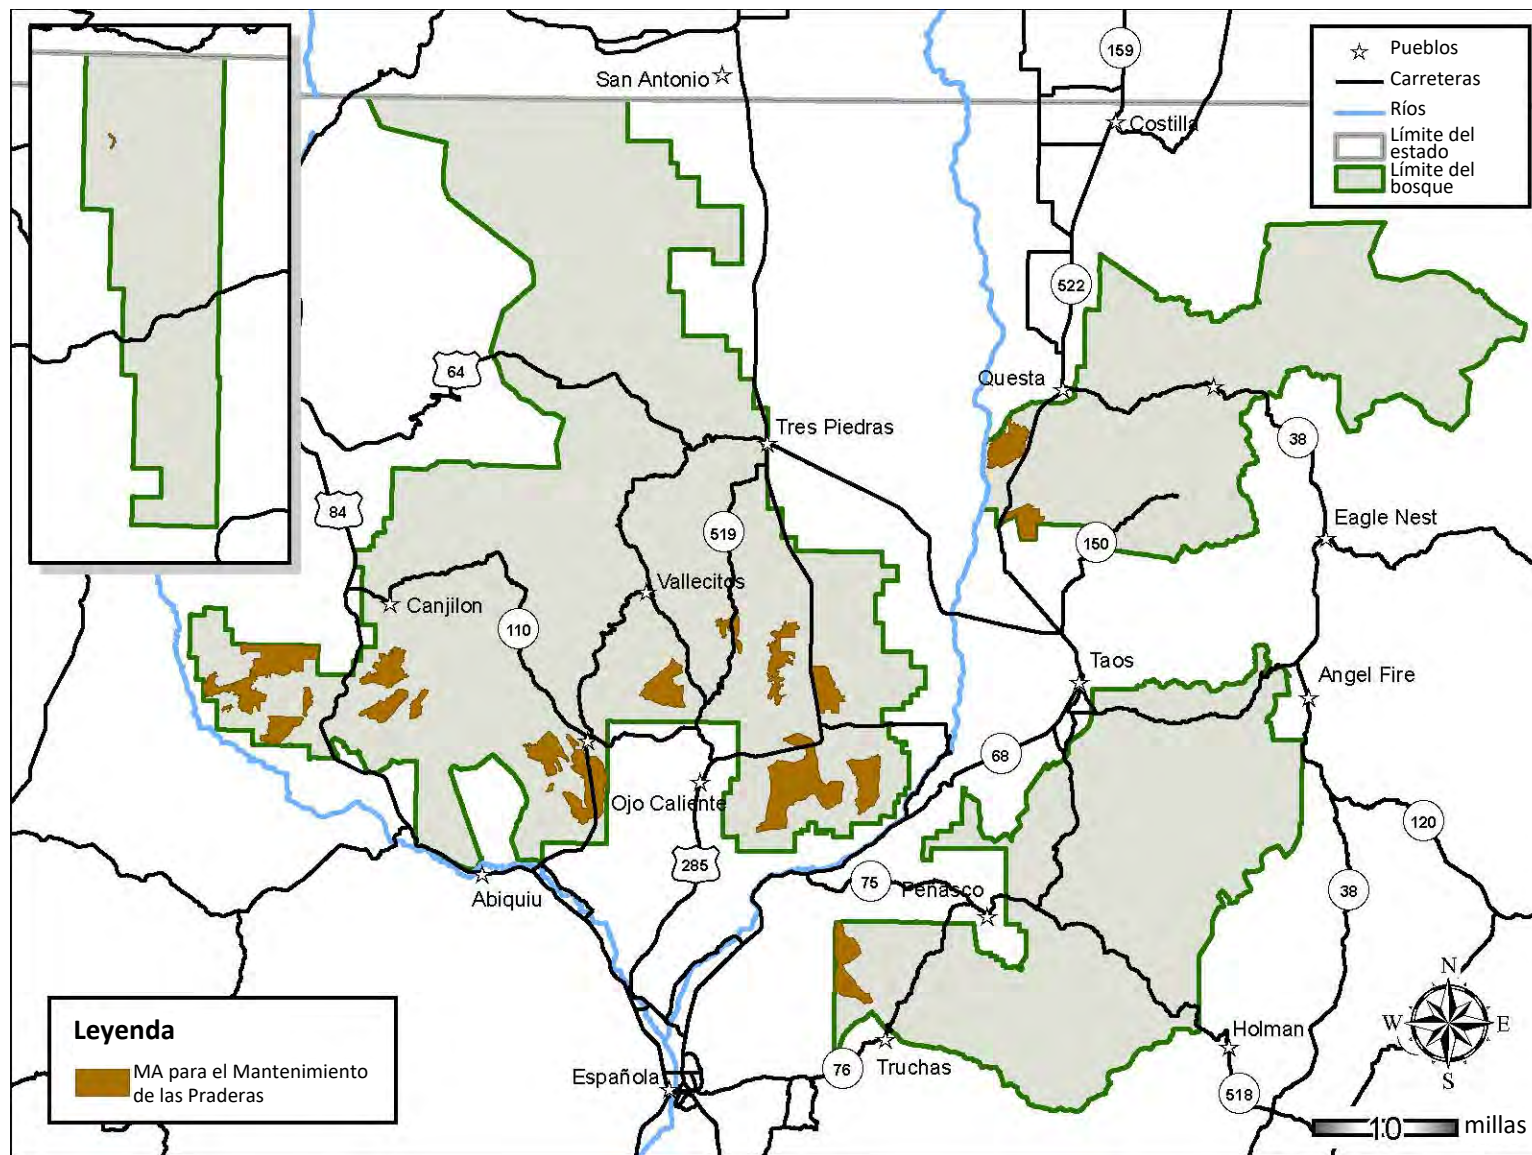 159
San Antonio
Costilla
Pueblos
Carreteras
Ríos
Límite del
estado
Límite del
bosque
522
64
Questa
Tres Piedras
38
84
519
150
Eagle Nest
Vallecitos
Canjilon
110
Taos
Angel Fire
68
Ojo Caliente
120
285
75
Peñasco
38
Abiquiu
Leyenda
MA para el Mantenimiento
de las Praderas
N
W
E
S
Holman
Española
76
Truchas
518
10
millas